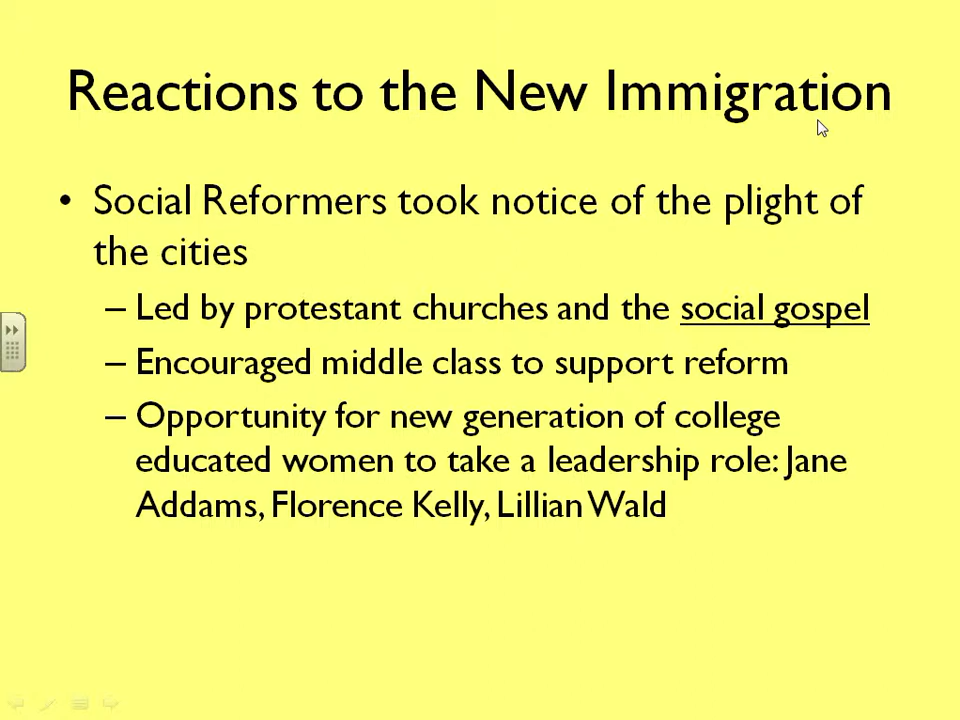 Reactions to the New Immigration
• Social Reformers took notice of the plight of
the cities
– Led by protestant churches and the social gospel
– Encouraged middle class to support reform
– Opportunity for new generation of college
educated women to take a leadership role: Jane
Addams, Florence Kelly, Lillian Wald